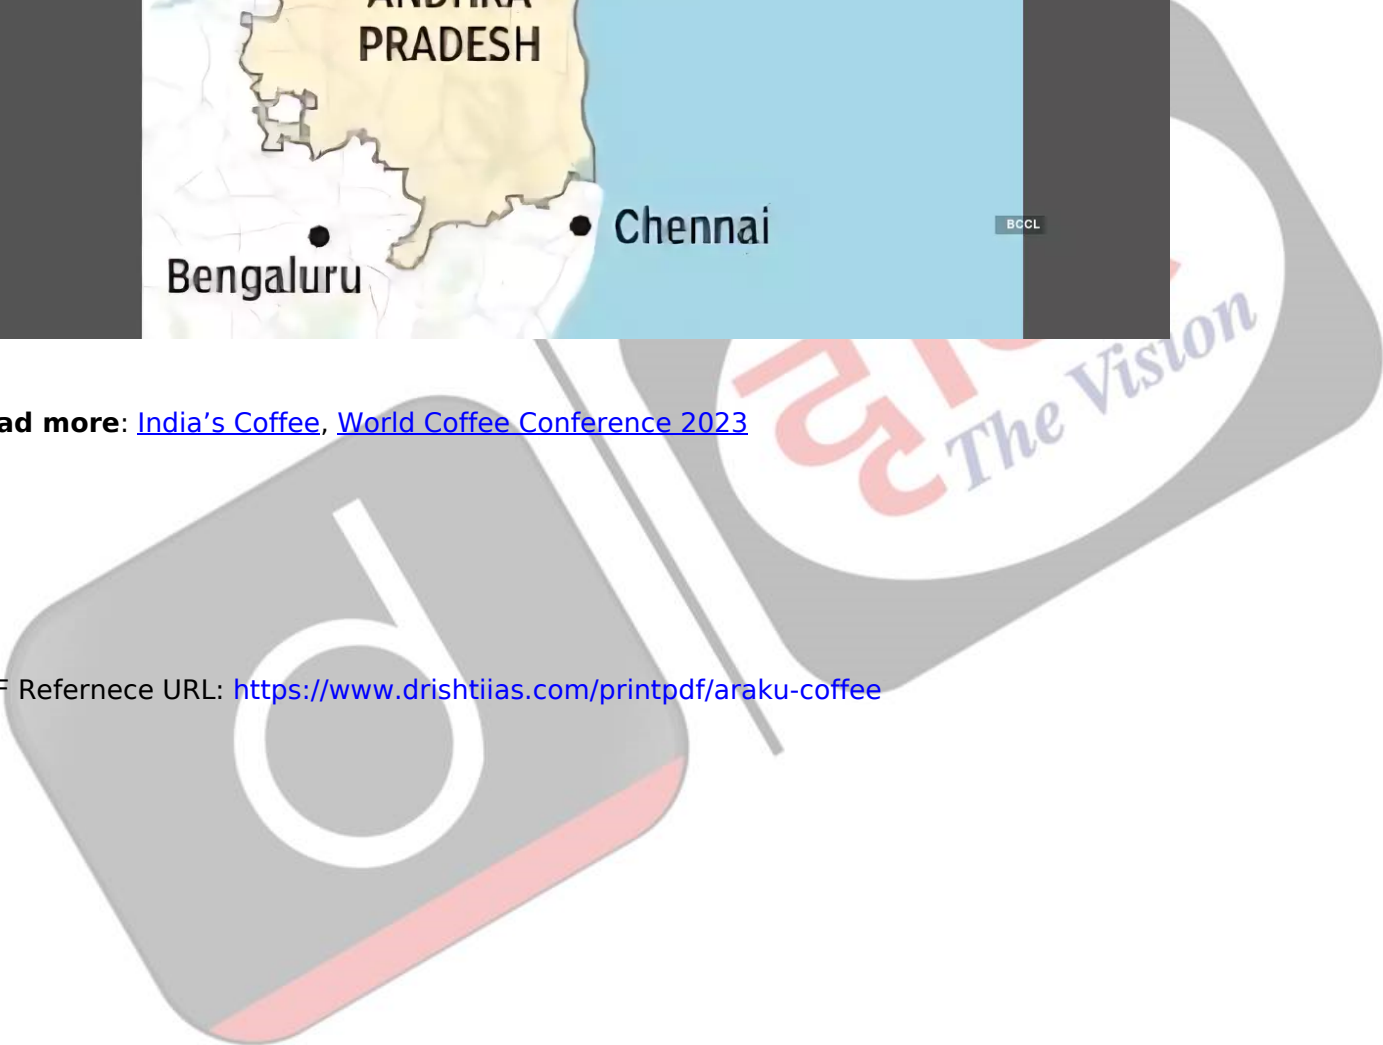 ANDHRA
PRADESH
Chennai
BCCL
Bengaluru
The Vision
ad more: India’s Coffee, World Coffee Conference 2023
F Refernece URL: https://www.drishtiias.com/printpdf/araku-coffee